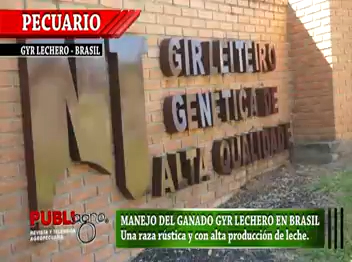 PECUARIO
GYR LECHERO - BRASIL
GIR LEITEIRO
GENÉTICA DE
ALTA QUALIDADE
PUBLIagro.
REVISTA Y TELEVISIÓN
AGROPECUARIA
MANEJO DEL GANADO GYR LECHERO EN BRASIL
Una raza rústica y con alta producción de leche.